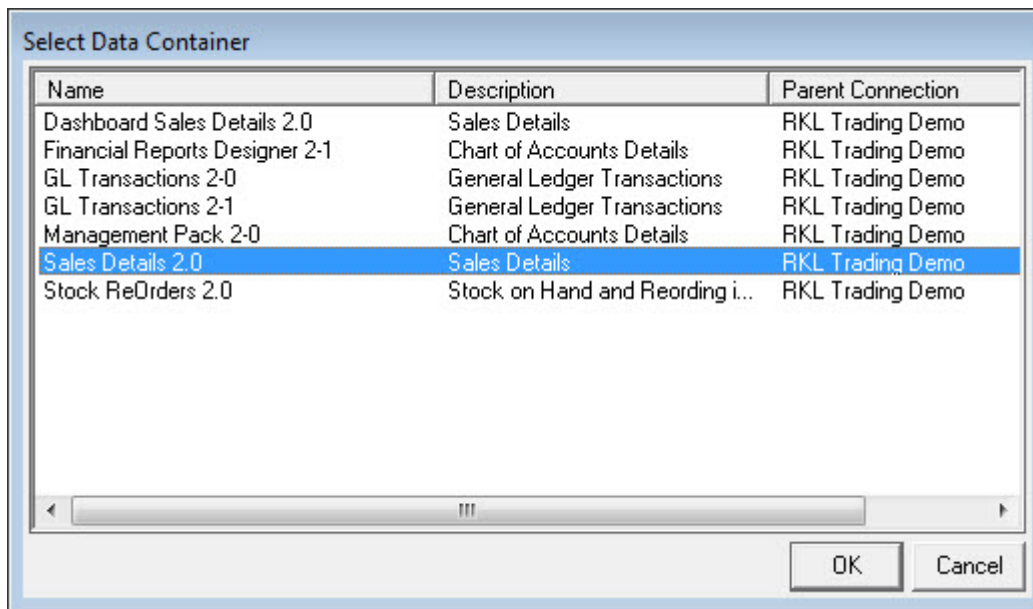 Select Data Container
Name Description Parent Connection
Dashboard Sales Details 2.0 Sales Details RKL Trading Demo
Financial Reports Designer 2-1 Chart of Accounts Details RKL Trading Demo
GL Transactions 2-0 General Ledger Transactions RKL Trading Demo
GL Transactions 2-1 General Ledger Transactions RKL Trading Demo
Management Pack 2-0 Chart of Accounts Details RKL Trading Demo
Sales Details 2.0 Sales Details RKL Trading Demo
Stock ReOrders 2.0 Stock on Hand and Reording i... RKL Trading Demo
OK Cancel